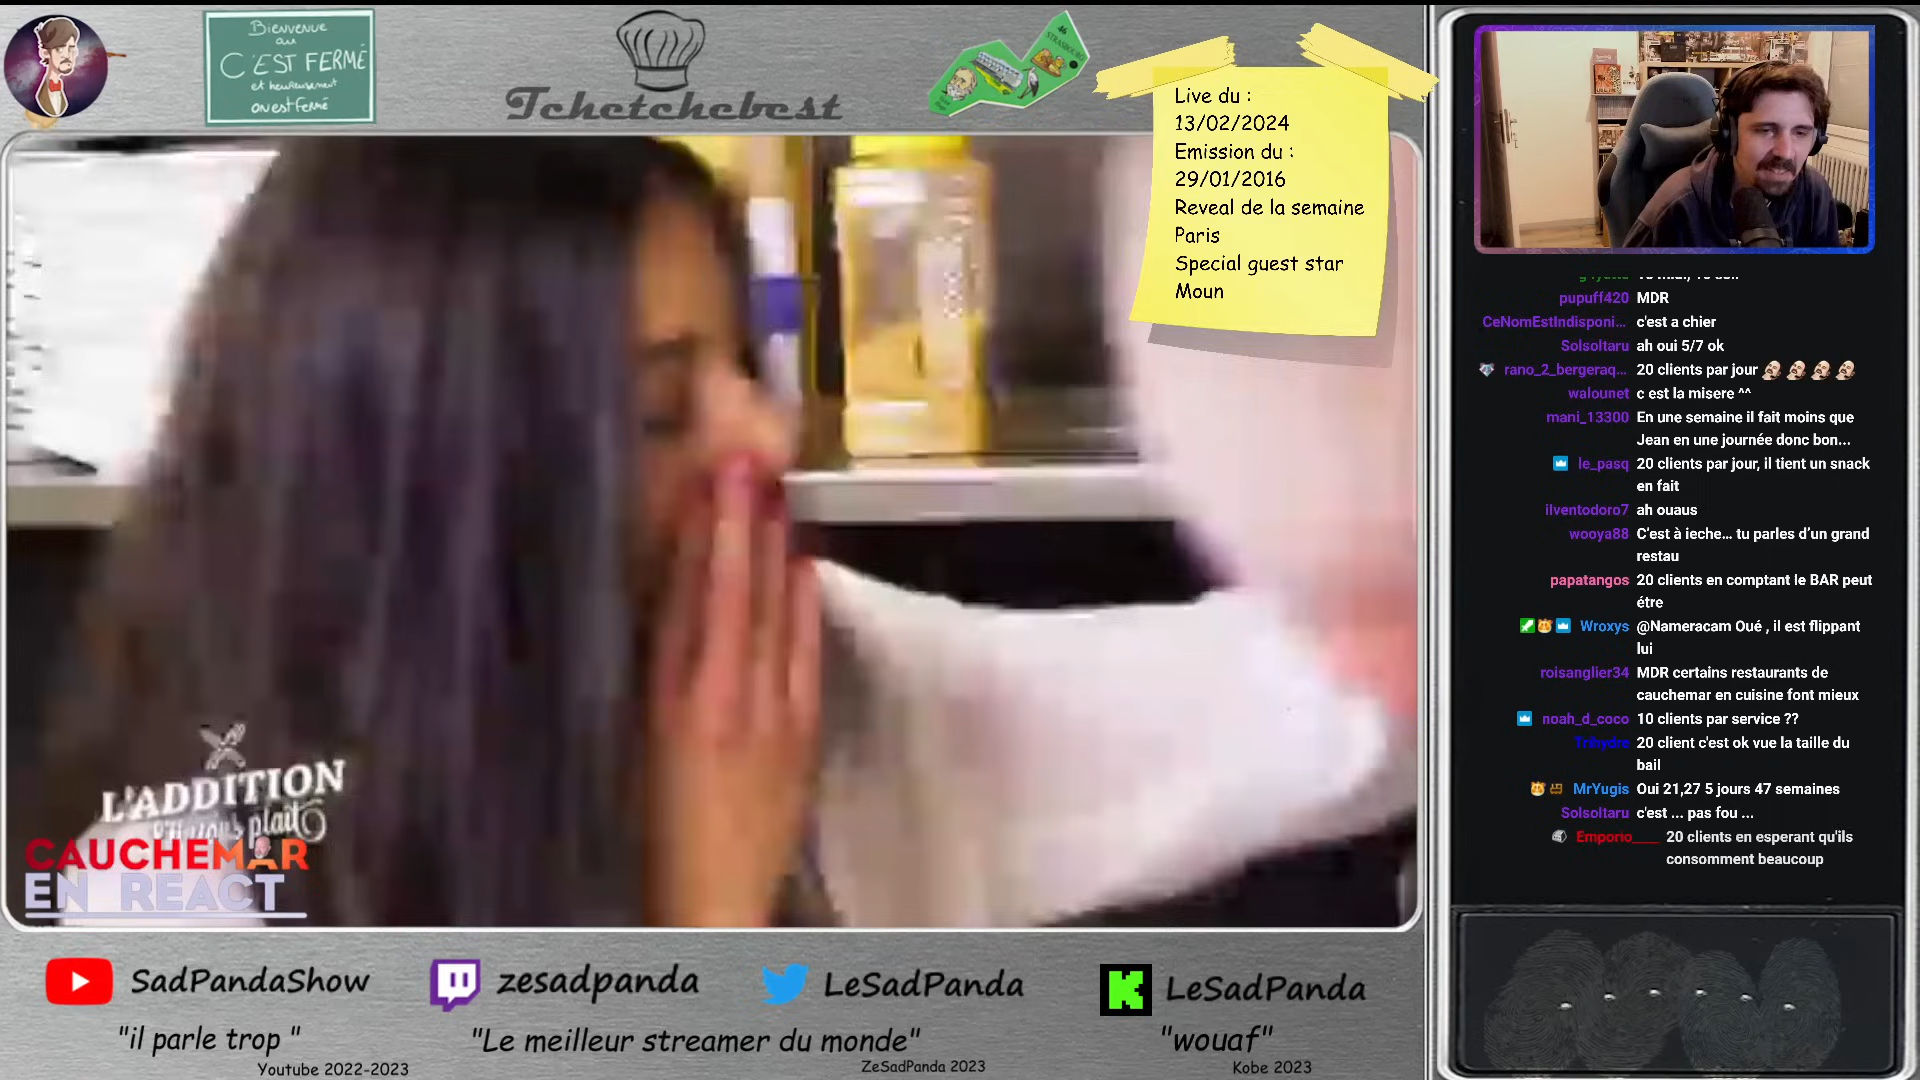 Bienvenue
au
C'EST FERMÉ
et heureusement
on est fermé
Tchetchebest
46
STRASBOURG
Live du :
13/02/2024
Emission du :
29/01/2016
Reveal de la semaine
Paris
Special guest star
Moun
L'ADDITION
S'il vous plaît
CAUCHEMAR
EN REACT
pupuff420 MDR
CeNomEstIndisponi... c'est a chier
Solsoltaru ah oui 5/7 ok
rano_2_bergeraq... 20 clients par jour
walounet c est la misere ^^
mani_13300 En une semaine il fait moins que
Jean en une journée donc bon...
le_pasq 20 clients par jour, il tient un snack
en fait
ilventodoro7 ah ouaus
wooya88 C'est à ieche... tu parles d'un grand
restau
papatangos 20 clients en comptant le BAR peut
étre
Wroxys @Nameracam Oué , il est flippant
lui
roisanglier34 MDR certains restaurants de
cauchemar en cuisine font mieux
noah_d_coco 10 clients par service ??
Trihydre 20 client c'est ok vue la taille du
bail
MrYugis Oui 21,27 5 jours 47 semaines
Solsoltaru c'est ... pas fou ...
Emporio____ 20 clients en esperant qu'ils
consomment beaucoup
SadPandaShow
zesadpanda
LeSadPanda
LeSadPanda
"il parle trop "
Youtube 2022-2023
"Le meilleur streamer du monde"
ZeSadPanda 2023
"wouaf"
Kobe 2023